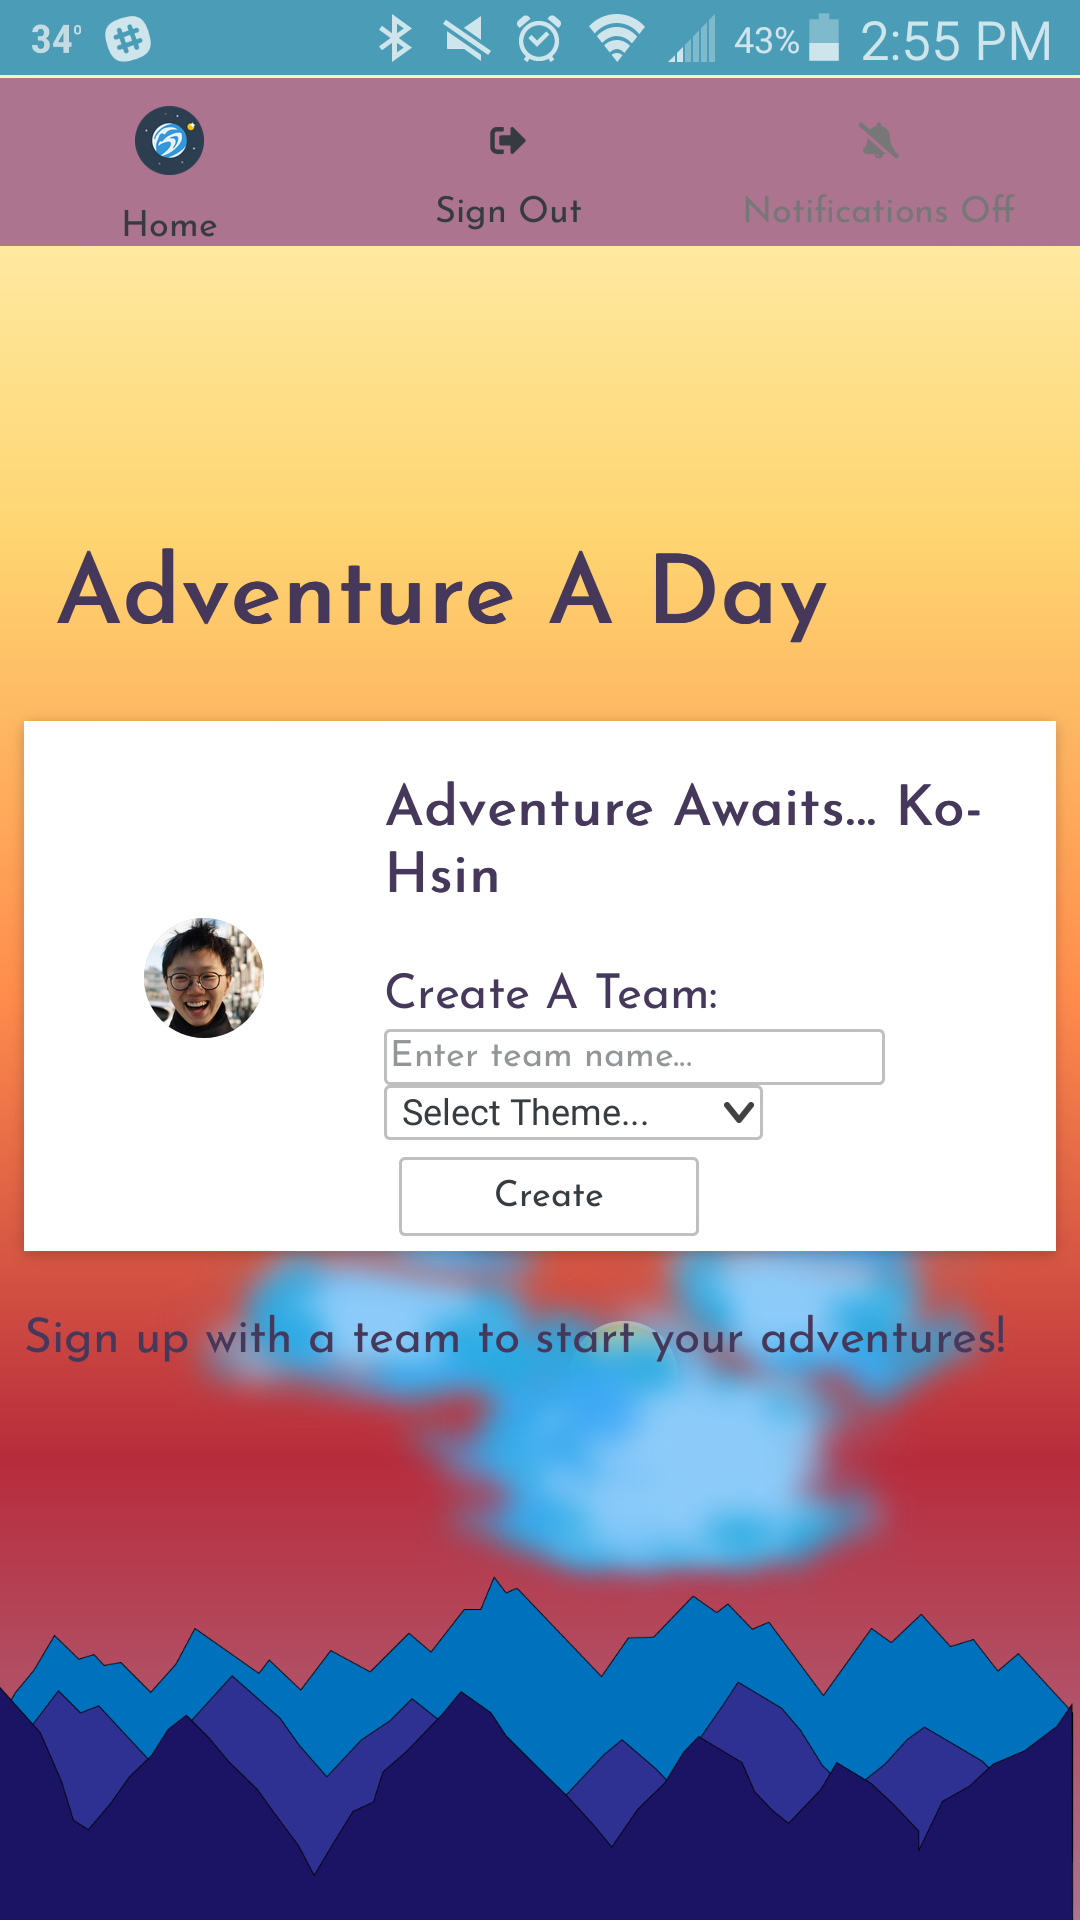 34° 43% 2:55 PM
Home Sign Out Notifications Off
Adventure A Day
Adventure Awaits... Ko-
Hsin
Create A Team:
Enter team name...
Select Theme...
Create
Sign up with a team to start your adventures!